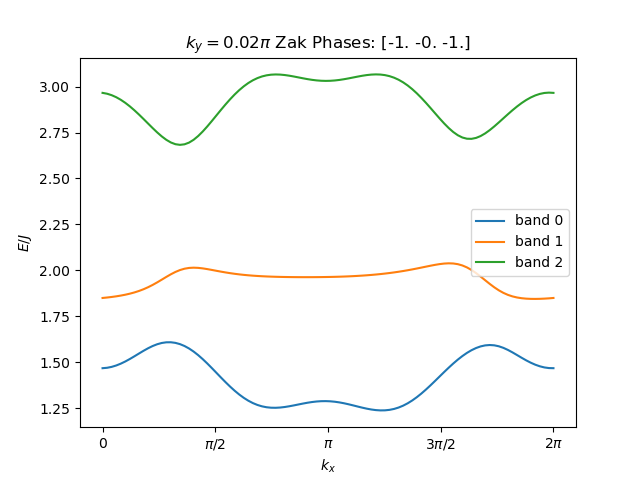 $k_y = 0.02\pi$ Zak Phases: [-1. -0. -1.]
3.00
2.75
2.50
2.25
2.00
1.75
1.50
1.25
E/J
band 0
band 1
band 2
0
π/2
π
3π/2
2π
$k_x$